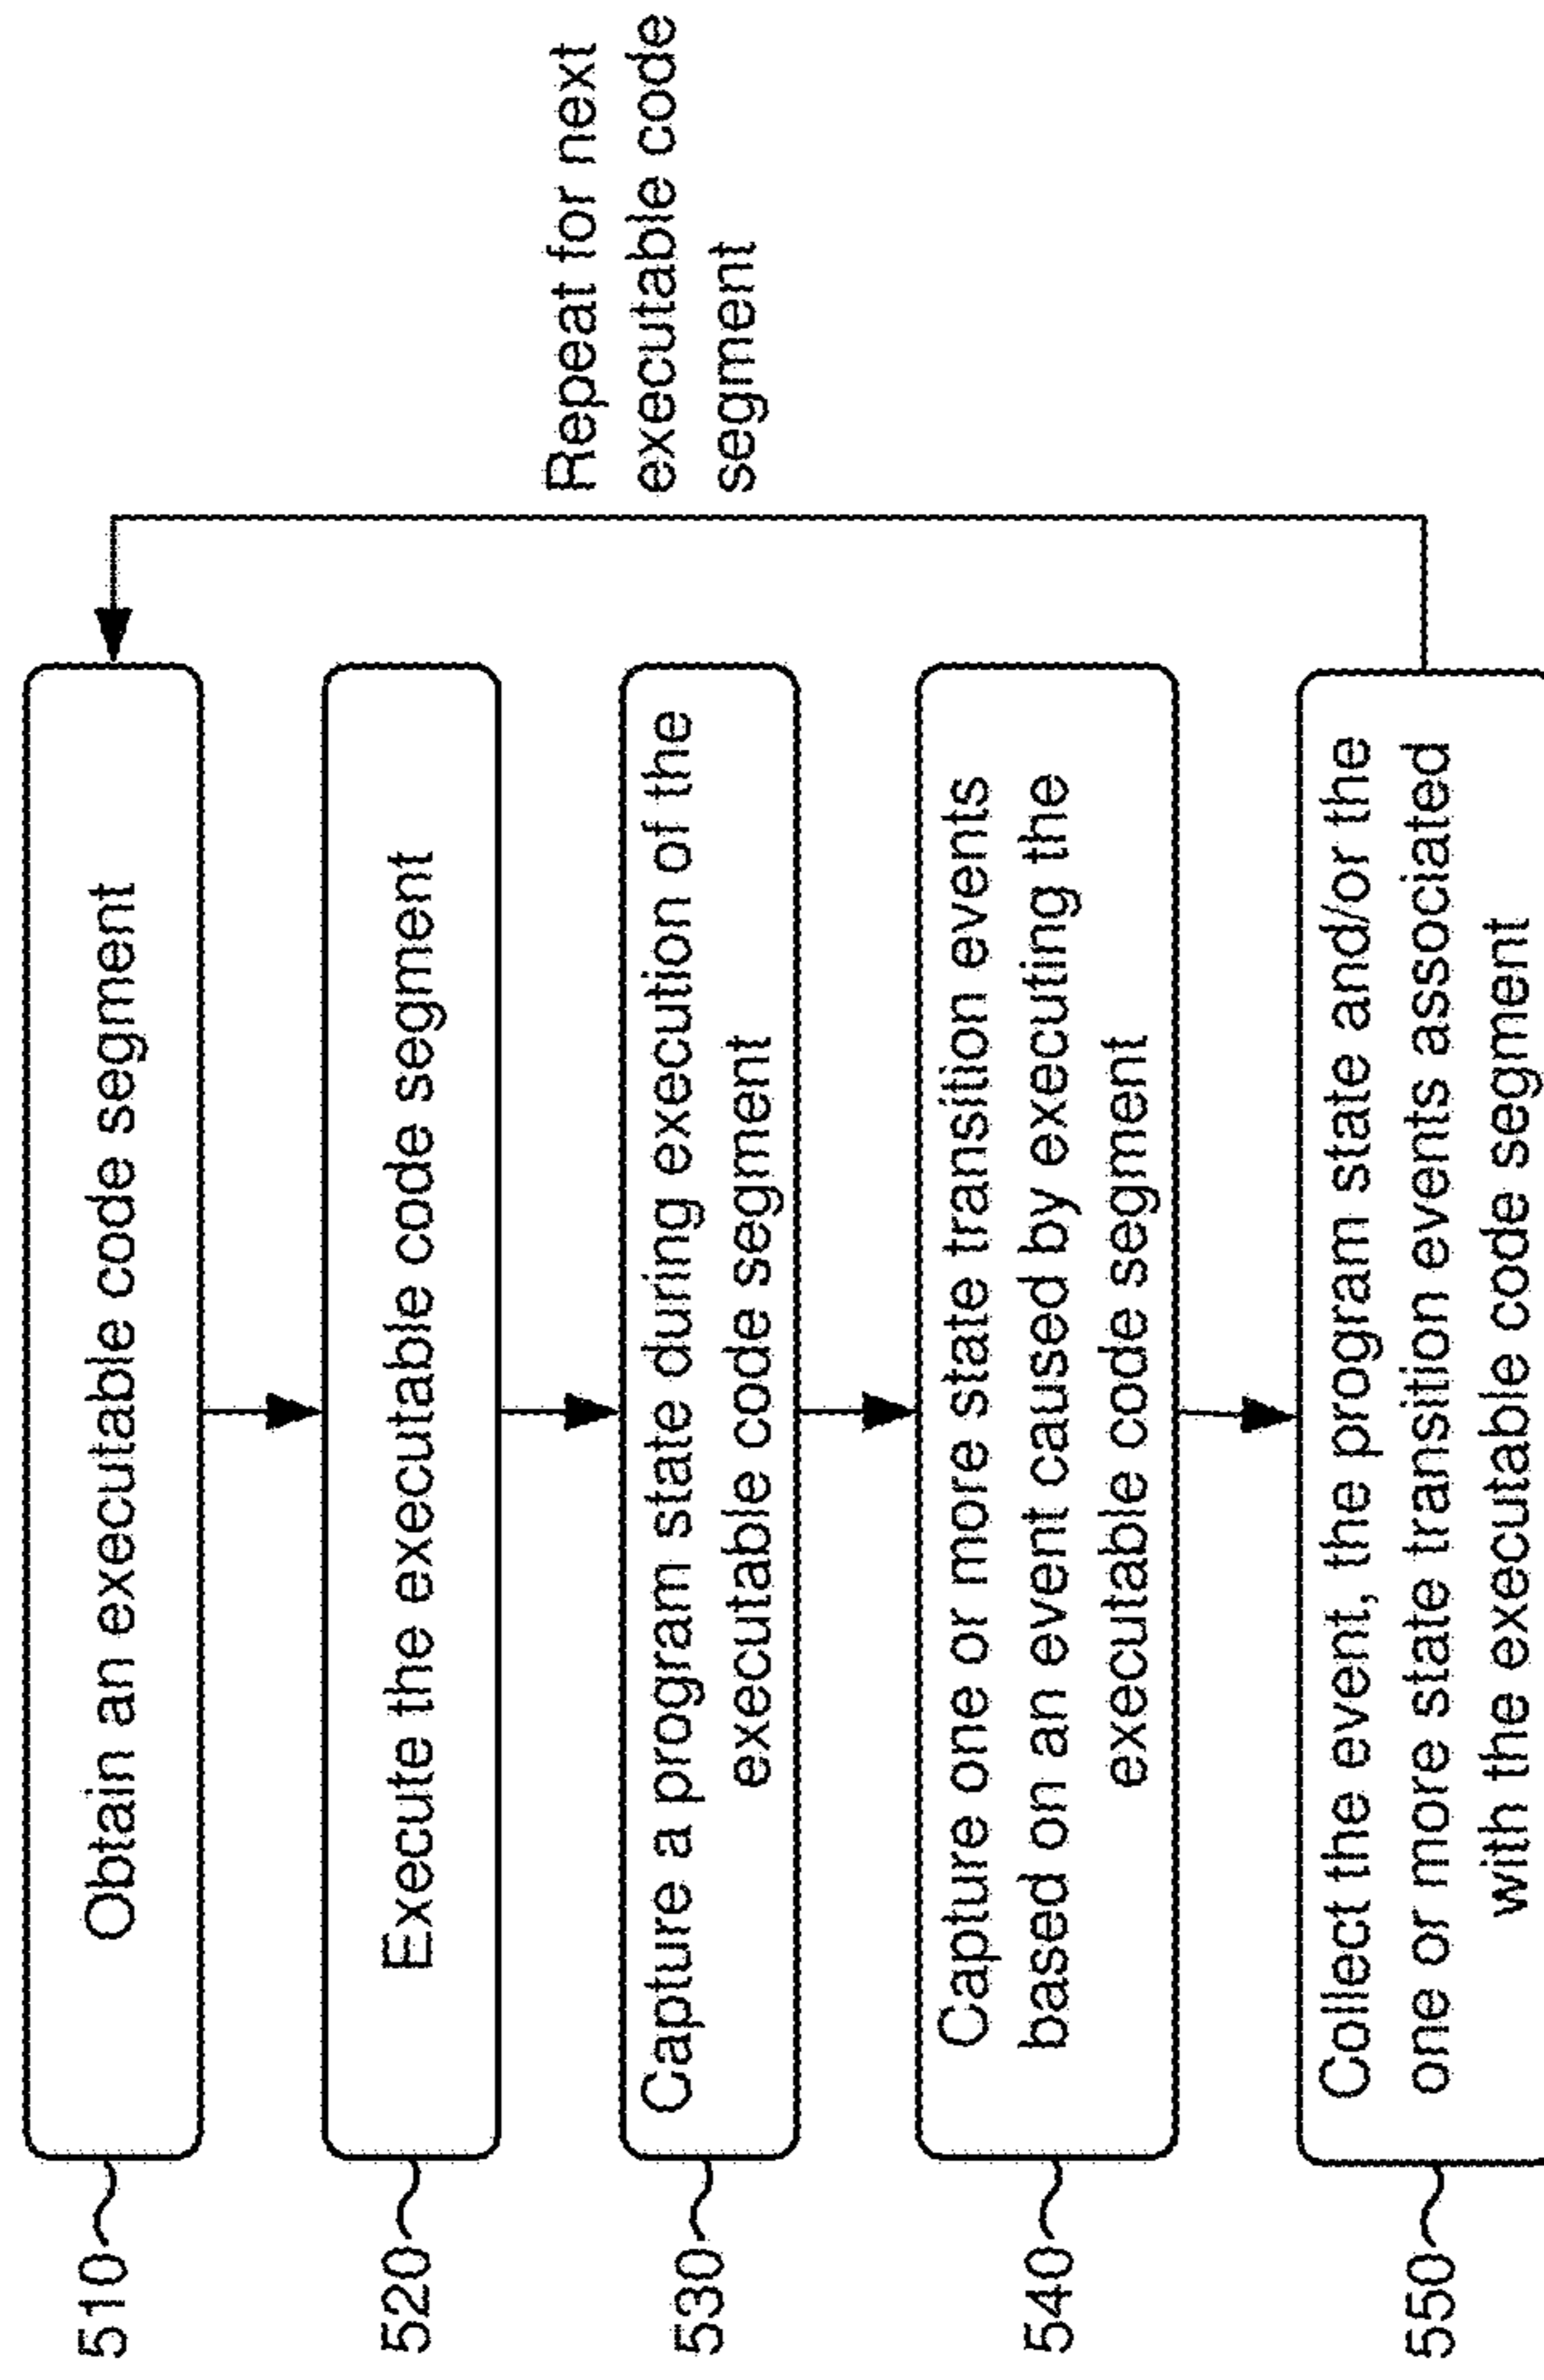 510
Obtain an executable code segment
520
Execute the executable code segment
530
Capture a program state during execution of the
executable code segment
540
Capture one or more state transition events
based on an event caused by executing the
executable code segment
550
Collect the event, the program state and/or the
one or more state transition events associated
with the executable code segment
Repeat for next
executable code
segment